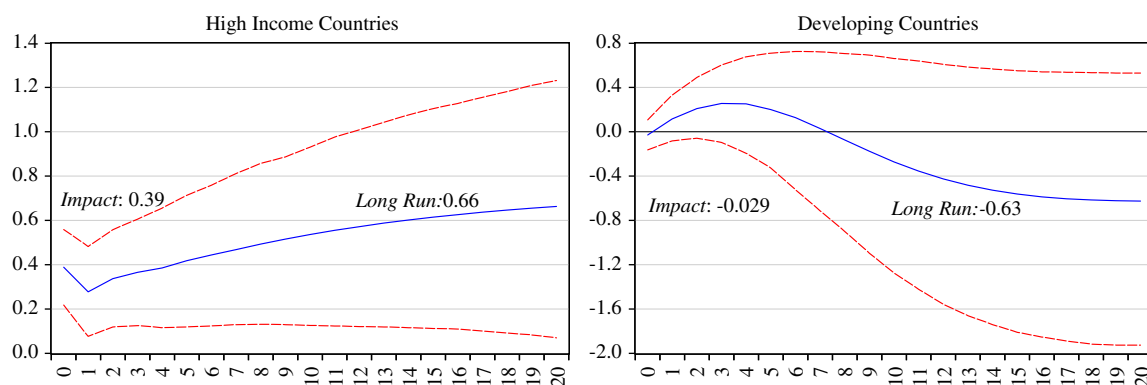 High Income Countries
1.4
1.2
1.0
0.8
0.6
0.4
0.2
0.0
Impact: 0.39
Long Run:0.66
0 1 2 3 4 5 6 7 8 9 10 11 12 13 14 15 16 17 18 19 20
Developing Countries
0.8
0.4
0.0
-0.4
-0.8
-1.2
-1.6
-2.0
Impact: -0.029
Long Run:-0.63
0 1 2 3 4 5 6 7 8 9 10 11 12 13 14 15 16 17 18 19 20